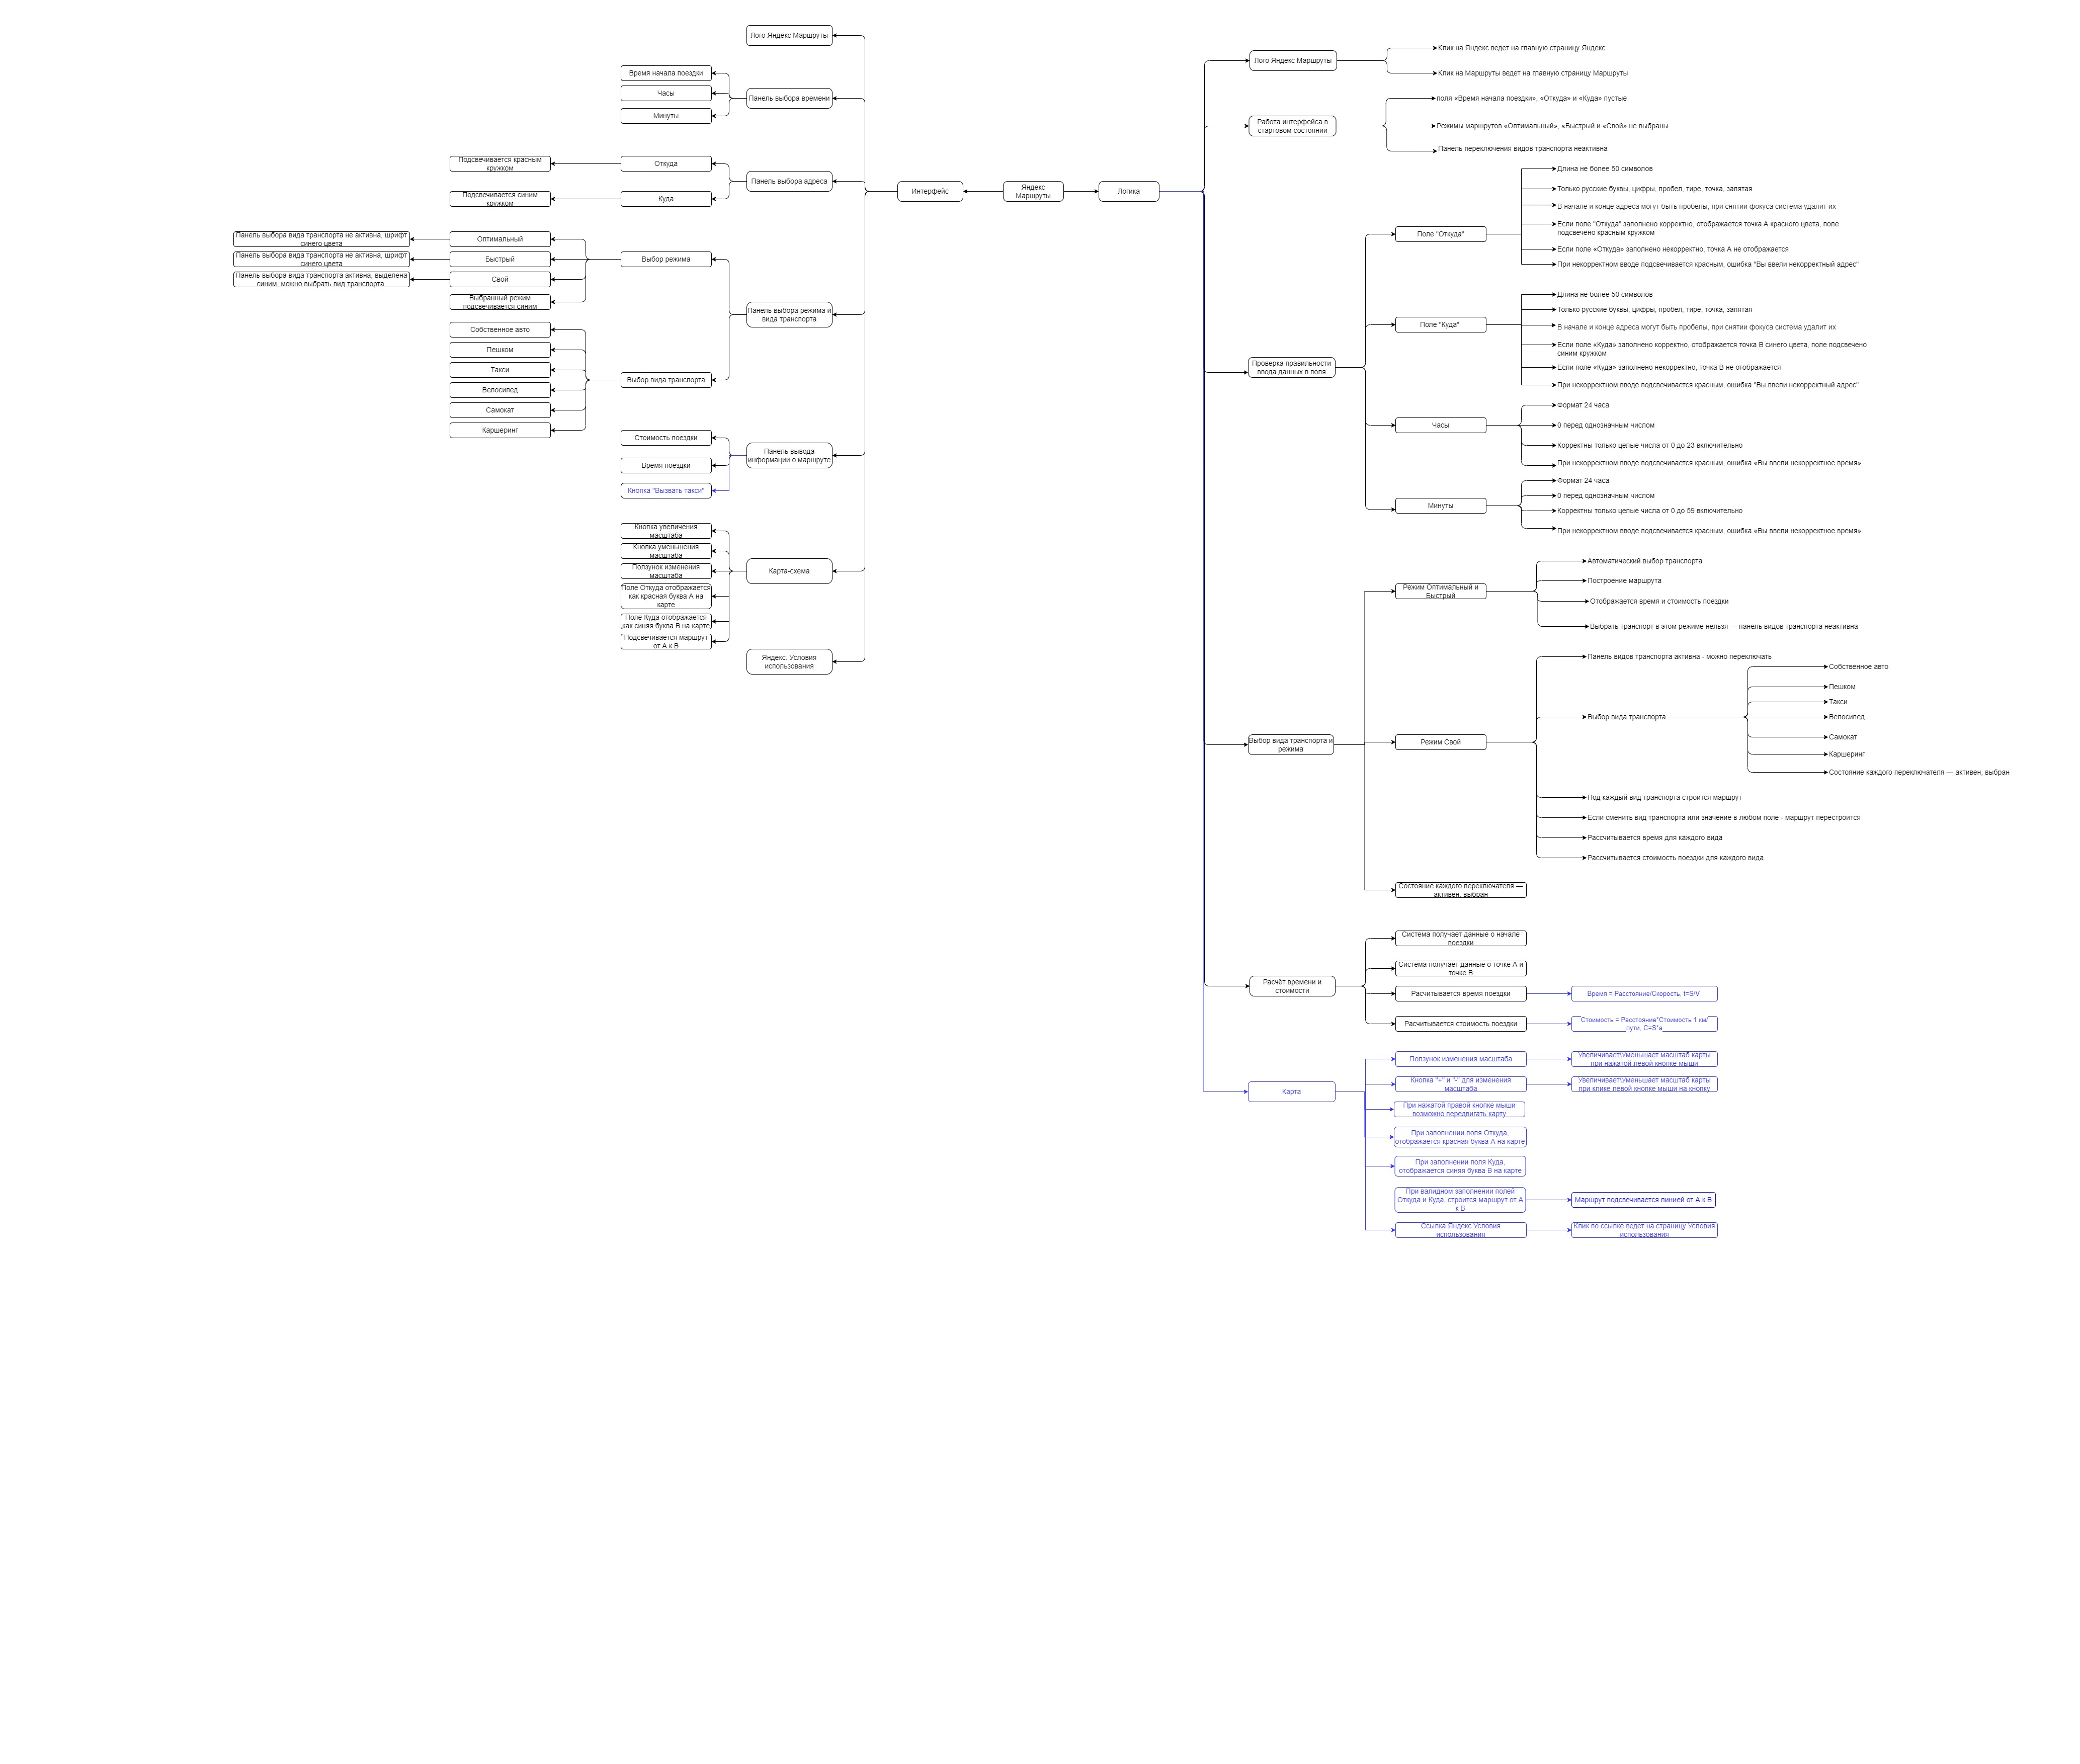 Лого Яндекс Маршруты
Время начала поездки
Часы
Минуты
Панель выбора времени
Подсвечивается красным
кружком
Откуда
Подсвечивается синим
кружком
Куда
Панель выбора адреса
Панель выбора вида транспорта не активна, шрифт
синего цвета
Оптимальный
Панель выбора вида транспорта не активна, шрифт
синего цвета
Быстрый
Панель выбора вида транспорта активна, выделена
синим, можно выбрать вид транспорта
Свой
Выбранный режим
подсвечивается синим
Выбор режима
Собственное авто
Пешком
Такси
Велосипед
Самокат
Каршеринг
Выбор вида транспорта
Панель выбора режима и
вида транспорта
Стоимость поездки
Время поездки
Кнопка "Вызвать такси"
Панель вывода
информации о маршруте
Кнопка увеличения
масштаба
Кнопка уменьшения
масштаба
Ползунок изменения
масштаба
Поле Откуда отображается
как красная буква А на
карте
Поле Куда отображается
как синяя буква В на карте
Подсвечивается маршрут
от А к В
Карта-схема
Яндекс. Условия
использования
Интерфейс
Яндекс
Маршруты
Логика
Лого Яндекс Маршруты
Клик на Яндекс ведет на главную страницу Яндекс
Клик на Маршруты ведет на главную страницу Маршруты
Работа интерфейса в
стартовом состоянии
поля «Время начала поездки», «Откуда» и «Куда» пустые
Режимы маршрутов «Оптимальный», «Быстрый и «Свой» не выбраны
Панель переключения видов транспорта неактивна
Проверка правильности
ввода данных в поля
Поле "Откуда"
Длина не более 50 символов
Только русские буквы, цифры, пробел, тире, точка, запятая
В начале и конце адреса могут быть пробелы, при снятии фокуса система удалит их
Если поле "Откуда" заполнено корректно, отображается точка А красного цвета, поле
подсвечено красным кружком
Если поле «Откуда» заполнено некорректно, точка А не отображается
При некорректном вводе подсвечивается красным, ошибка "Вы ввели некорректный адрес"
Поле "Куда"
Длина не более 50 символов
Только русские буквы, цифры, пробел, тире, точка, запятая
В начале и конце адреса могут быть пробелы, при снятии фокуса система удалит их
Если поле «Куда» заполнено корректно, отображается точка В синего цвета, поле подсвечено
синим кружком
Если поле «Куда» заполнено некорректно, точка В не отображается
При некорректном вводе подсвечивается красным, ошибка "Вы ввели некорректный адрес"
Часы
Формат 24 часа
0 перед однозначным числом
Корректны только целые числа от 0 до 23 включительно
При некорректном вводе подсвечивается красным, ошибка «Вы ввели некорректное время»
Минуты
Формат 24 часа
0 перед однозначным числом
Корректны только целые числа от 0 до 59 включительно
При некорректном вводе подсвечивается красным, ошибка «Вы ввели некорректное время»
Выбор вида транспорта и
режима
Режим Оптимальный и
Быстрый
Автоматический выбор транспорта
Построение маршрута
Отображается время и стоимость поездки
Выбрать транспорт в этом режиме нельзя — панель видов транспорта неактивна
Режим Свой
Панель видов транспорта активна - можно переключать
Выбор вида транспорта
Собственное авто
Пешком
Такси
Велосипед
Самокат
Каршеринг
Состояние каждого переключателя — активен, выбран
Под каждый вид транспорта строится маршрут
Если сменить вид транспорта или значение в любом поле - маршрут перестроится
Рассчитывается время для каждого вида
Рассчитывается стоимость поездки для каждого вида
Состояние каждого переключателя —
активен, выбран
Расчёт времени и
стоимости
Система получает данные о начале
поездки
Система получает данные о точке А и
точке В
Расчитывается время поездки
Время = Расстояние/Скорость, t=S/V
Расчитывается стоимость поездки
Стоимость = Расстояние*Стоимость 1 км/
пути, C=S*a
Карта
Ползунок изменения масштаба
Увеличивает\Уменьшает масштаб карты
при нажатой левой кнопке мыши
Кнопка "+" и "-" для изменения
масштаба
Увеличивает\Уменьшает масштаб карты
при клике левой кнопке мыши на кнопку
При нажатой правой кнопке мыши
возможно передвигать карту
При заполнении поля Откуда,
отображается красная буква А на карте
При заполнении поля Куда,
отображается синяя буква В на карте
При валидном заполнении полей
Откуда и Куда, строится маршрут от А
к В
Маршрут подсвечивается линией от А к В
Ссылка Яндекс.Условия
использования
Клик по ссылке ведет на страницу Условия
использования